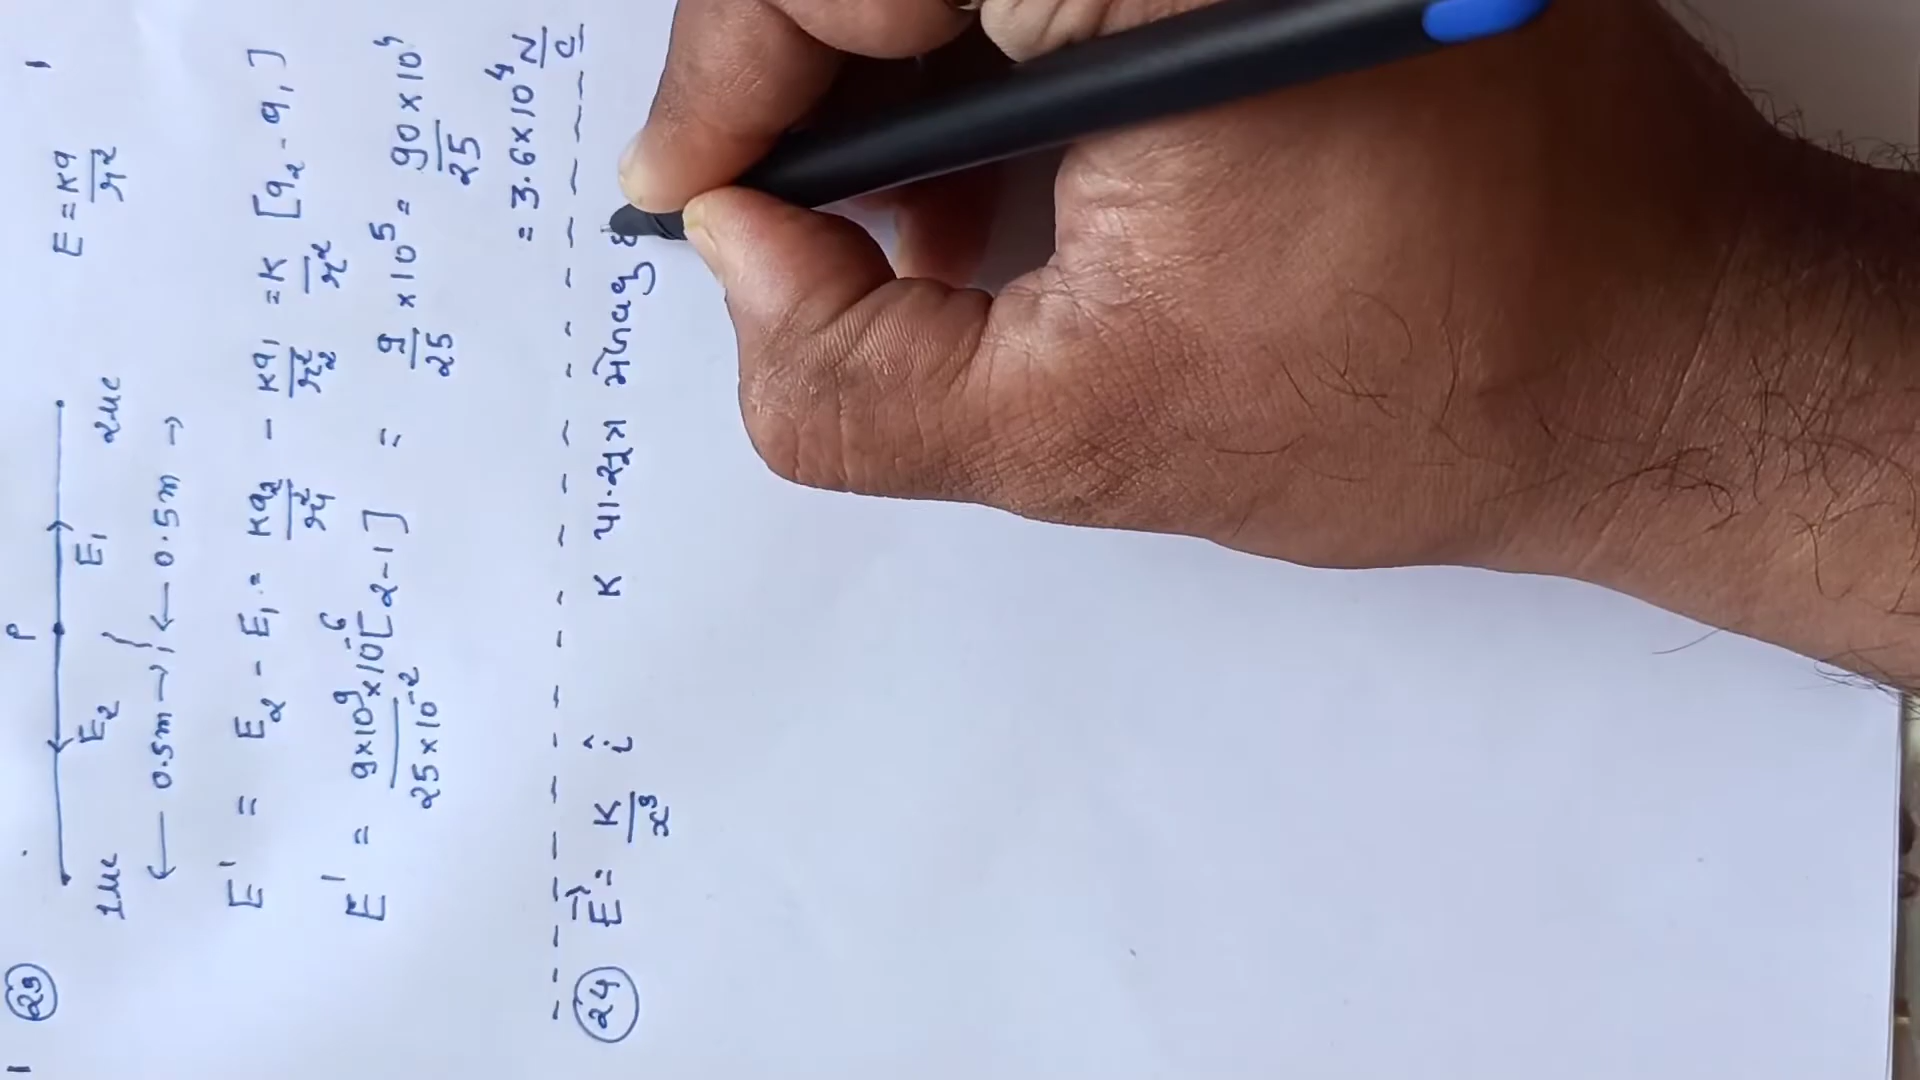 P
(23) E = kq/r²
E₂ E₁
1μc 2μc
← 0.5m → ← 0.5m →
E' = E₂ - E₁ = kq₂/r₁² - kq₁/r₂² = k/r² [q₂ - q₁]
E' = 9×10⁹×10⁻⁶/25×10⁻² [2-1] = 9/25 ×10⁵ = 90×10⁴/25
= 3.6×10⁴ N/C
(24) E⃗ = K/x³ î K પા.સૂત્ર